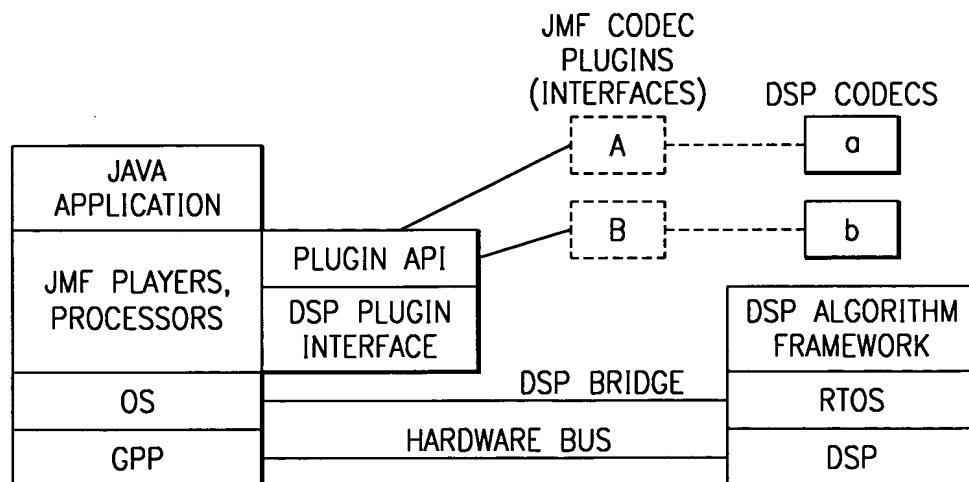 JMF CODEC
PLUGINS
(INTERFACES)
DSP CODECS
A
a
JAVA
APPLICATION
B
b
PLUGIN API
JMF PLAYERS,
PROCESSORS
DSP PLUGIN
INTERFACE
DSP ALGORITHM
FRAMEWORK
OS
DSP BRIDGE
RTOS
GPP
HARDWARE BUS
DSP